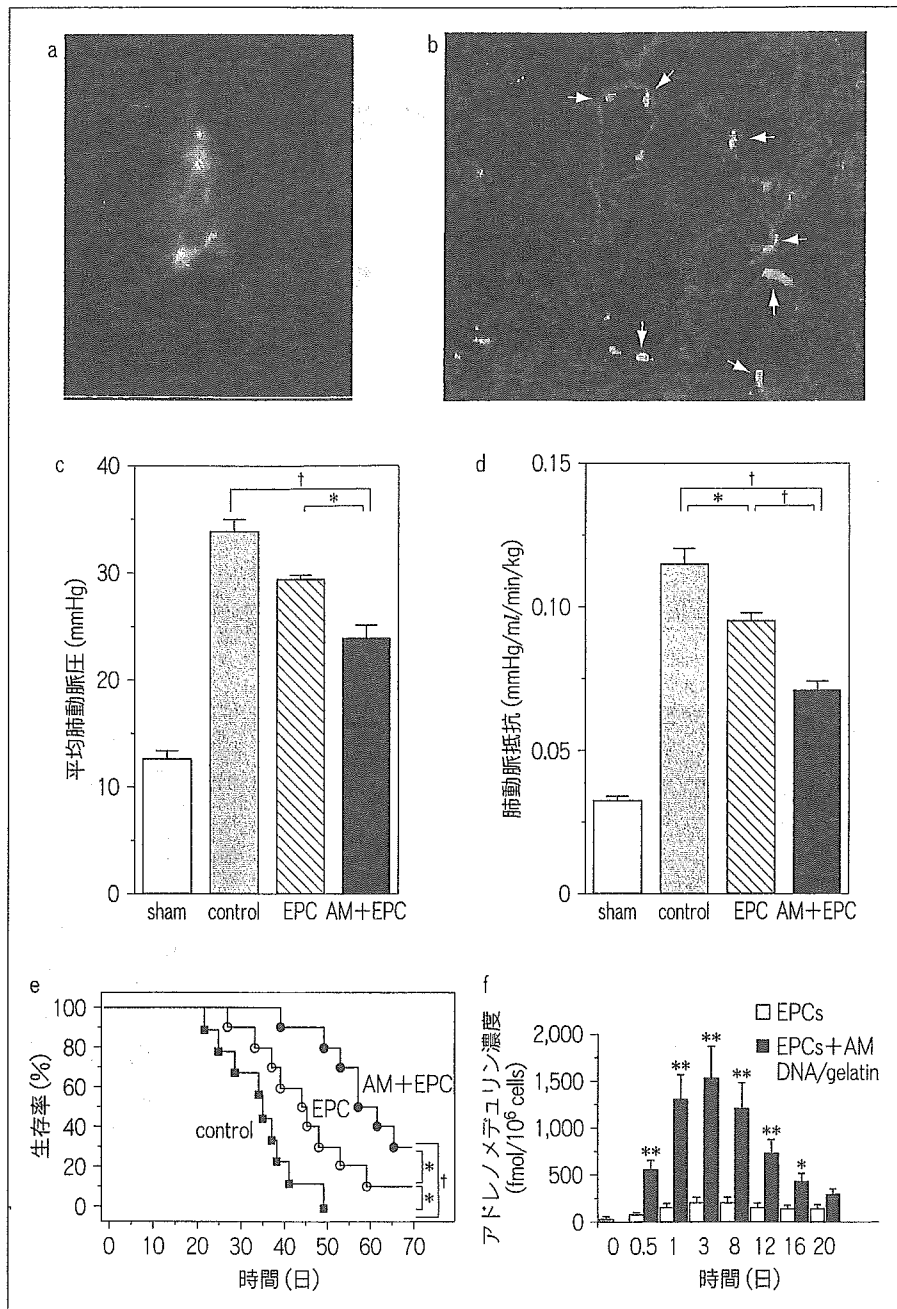 a
b
c
平均肺動脈圧 (mmHg)
40
30
20
10
0
†
*
sham control EPC AM+EPC
d
肺動脈抵抗 (mmHg/ml/min/kg)
0.15
0.10
0.05
0
†
* †
sham control EPC AM+EPC
e
生存率 (%)
100
80
60
40
20
0
control
EPC
AM+EPC
*
*
†
0 10 20 30 40 50 60 70
時間 (日)
f
アドレノメデュリン濃度
(fmol/10⁶ cells)
□ EPCs
■ EPCs+AM
DNA/gelatin
2,000
1,500
1,000
500
0
** ** ** ** ** *
0 0.5 1 3 8 12 16 20
時間 (日)